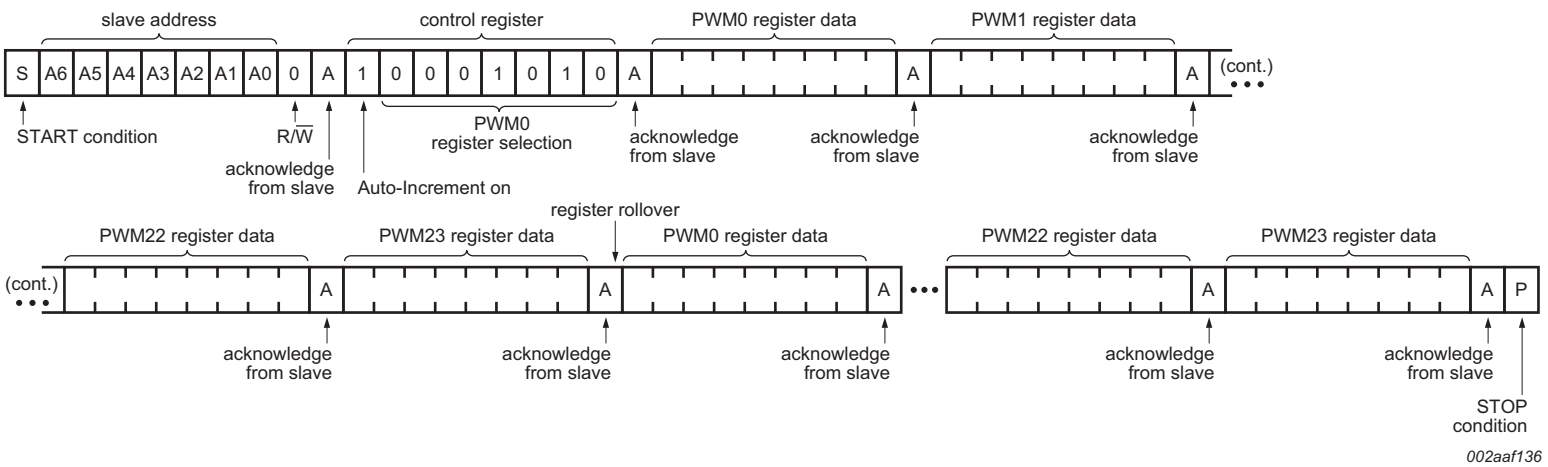 slave address control register PWM0 register data PWM1 register data
S A6 A5 A4 A3 A2 A1 A0 0 A 1 0 0 0 1 0 1 0 A A A (cont.)
START condition R/W̅ PWM0 register selection acknowledge from slave acknowledge from slave acknowledge from slave
acknowledge from slave Auto-Increment on
register rollover
PWM22 register data PWM23 register data PWM0 register data PWM22 register data PWM23 register data
(cont.) A A A A A P
acknowledge from slave acknowledge from slave acknowledge from slave acknowledge from slave acknowledge from slave
STOP condition
002aaf136